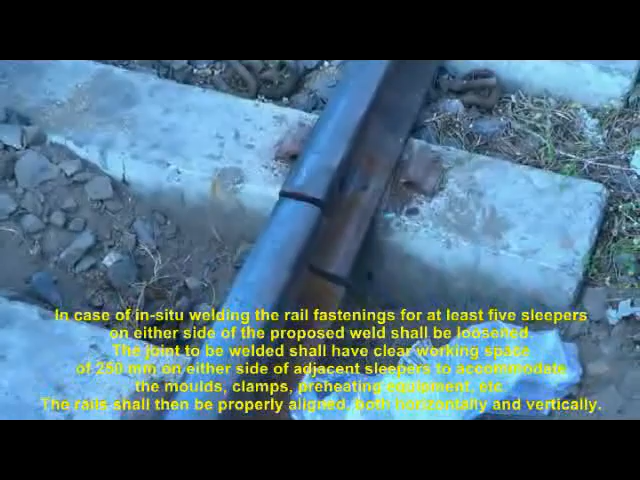 In case of in-situ welding the rail fastenings for at least five sleepers
on either side of the proposed weld shall be loosened
The joint to be welded shall have clear working space
of 250 mm on either side of adjacent sleepers to accommodate
the moulds, clamps, preheating equipment, etc
The rails shall then be properly aligned, both horizontally and vertically.